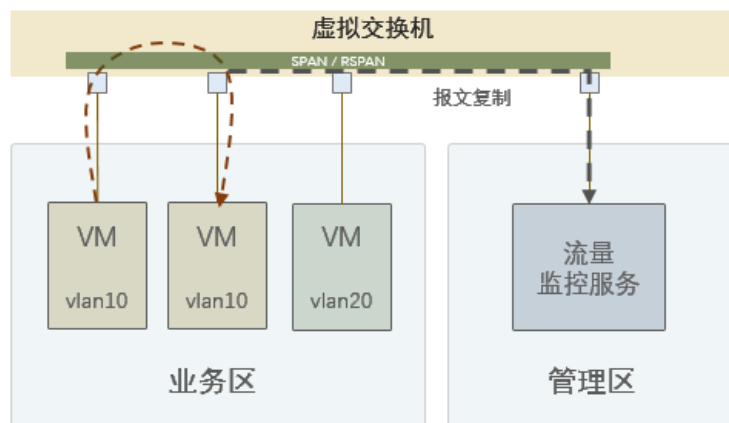 虚拟交换机
SPAN / RSPAN
报文复制
VM
vlan10
VM
vlan10
VM
vlan20
流量
监控服务
业务区
管理区